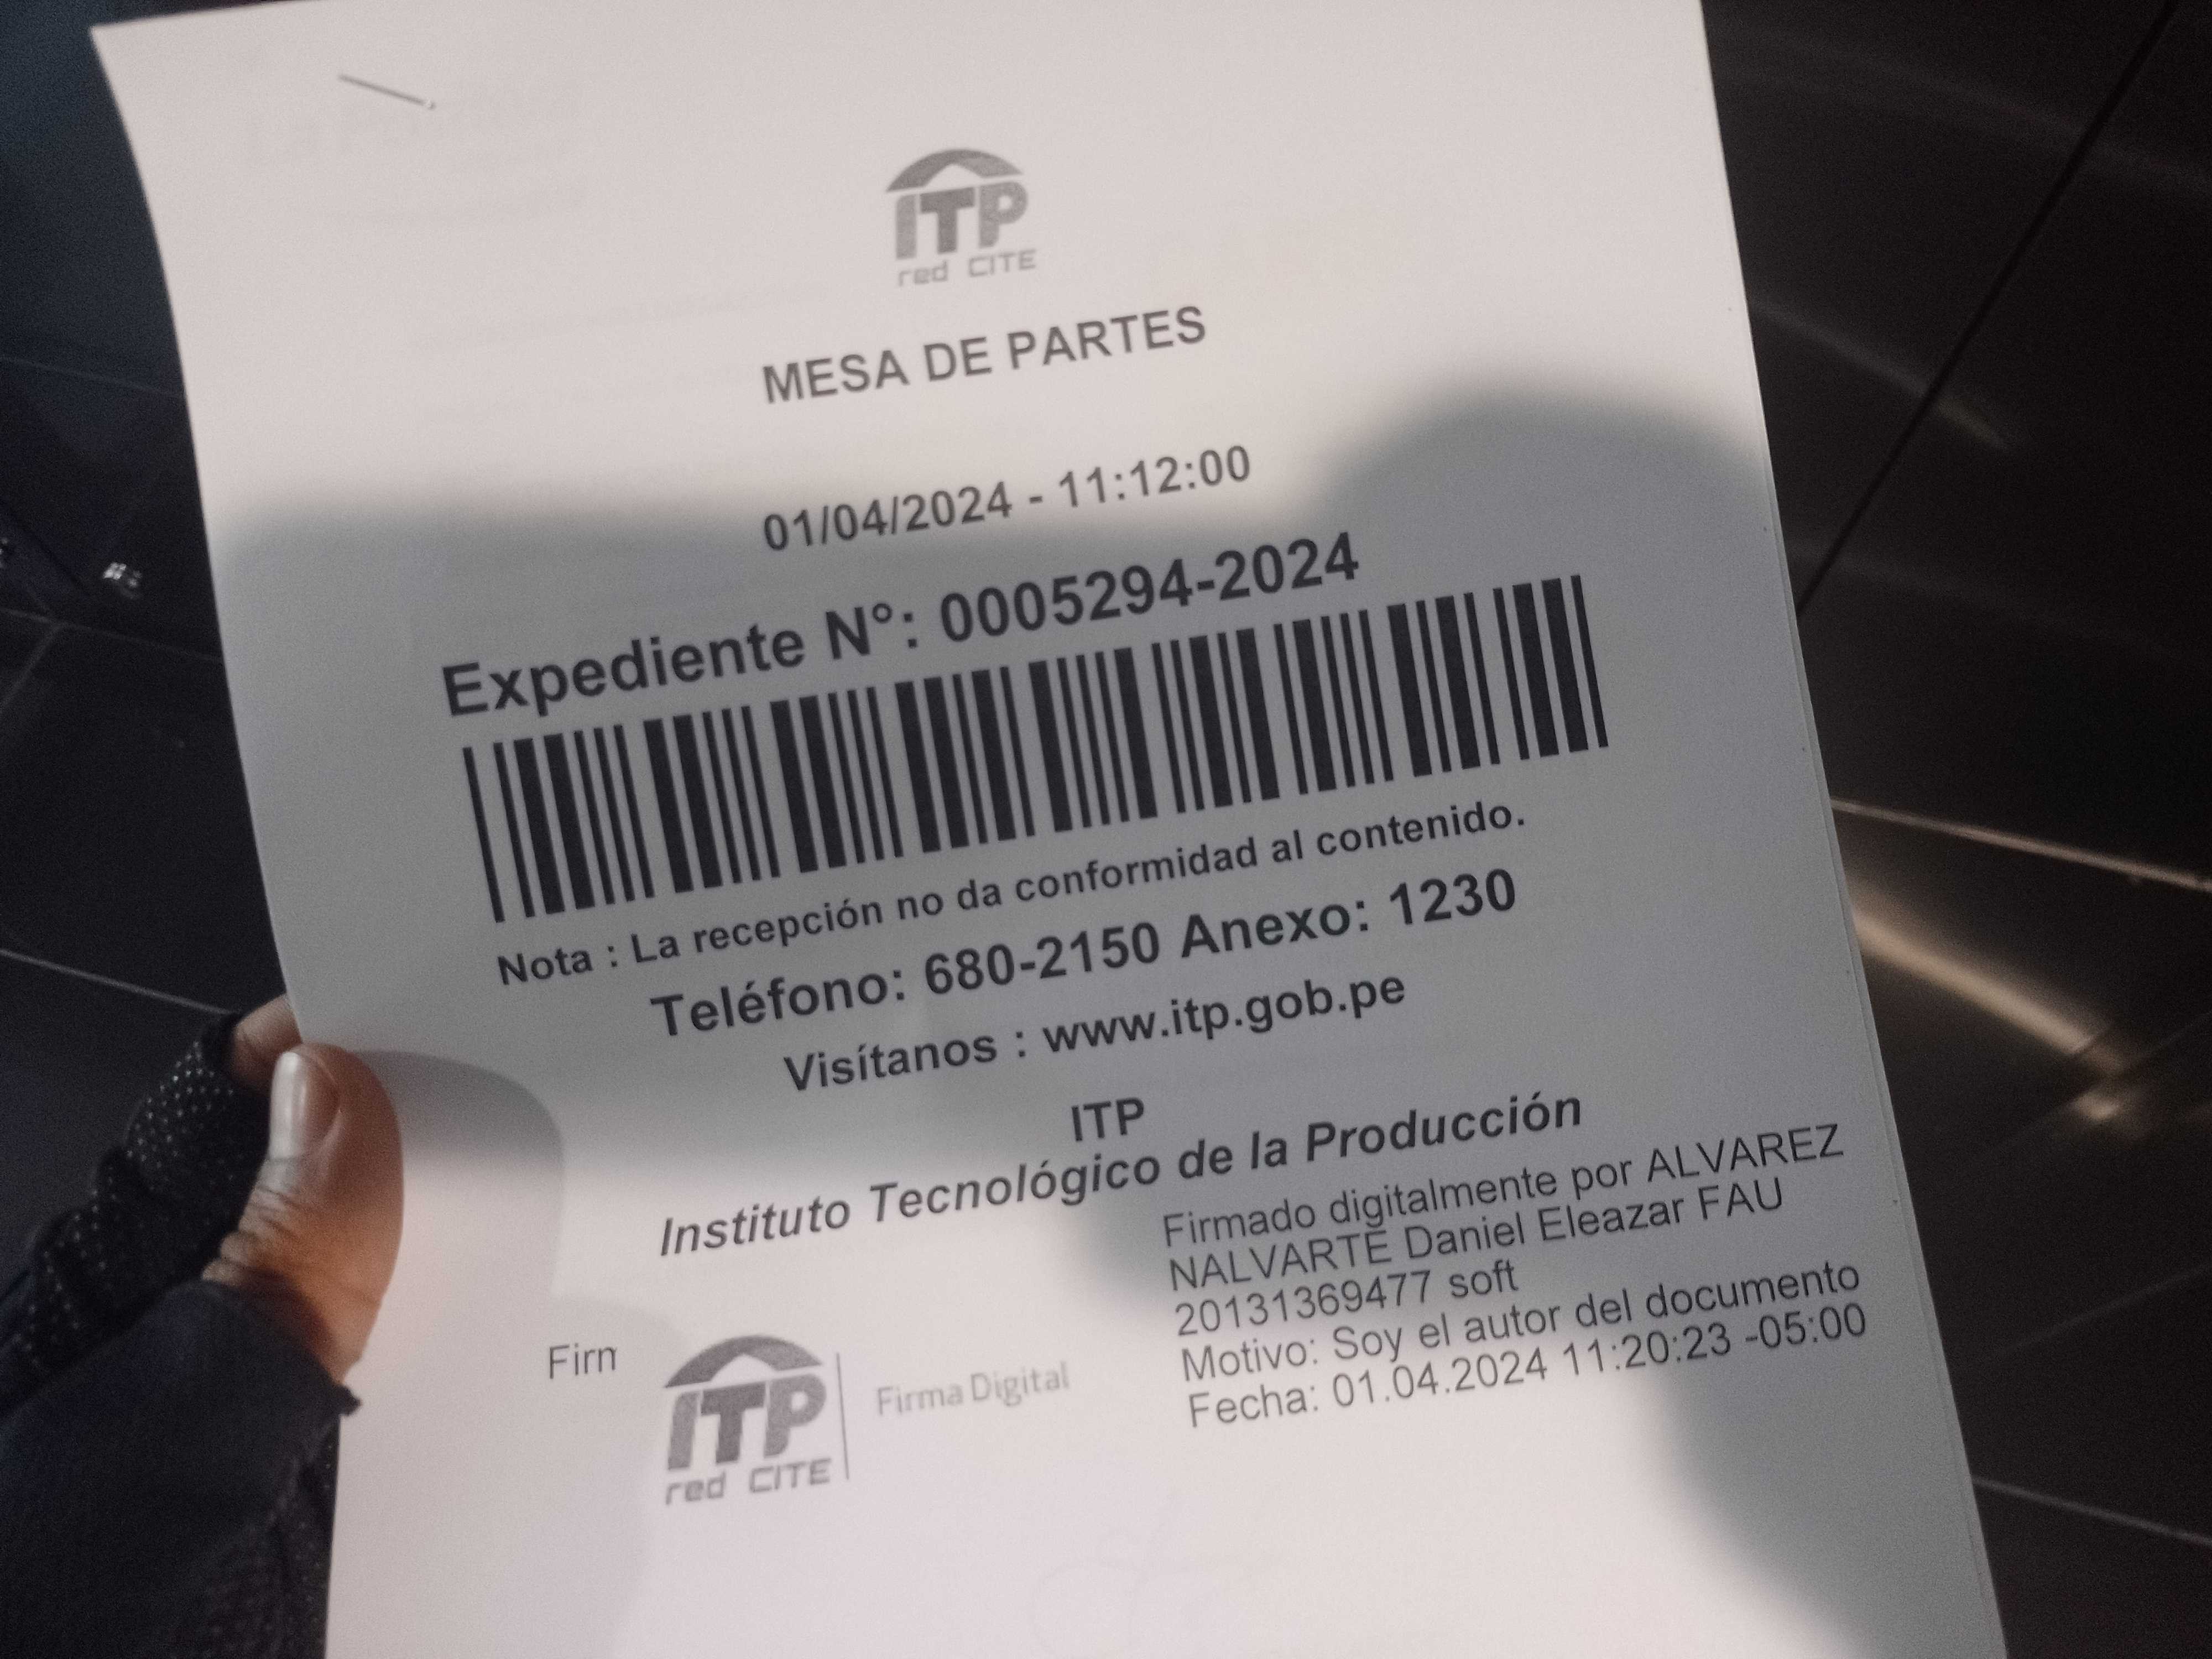 ITP
red CITE
MESA DE PARTES
01/04/2024 - 11:12:00
Expediente N°: 0005294-2024
Nota : La recepción no da conformidad al contenido.
Teléfono: 680-2150 Anexo: 1230
Visítanos : www.itp.gob.pe
ITP
Instituto Tecnológico de la Producción
Firmado digitalmente por ALVAREZ
NALVARTE Daniel Eleazar FAU
20131369477 soft
Motivo: Soy el autor del documento
Fecha: 01.04.2024 11:20:23 -05:00
Firn
ITP
red CITE
Firma Digital